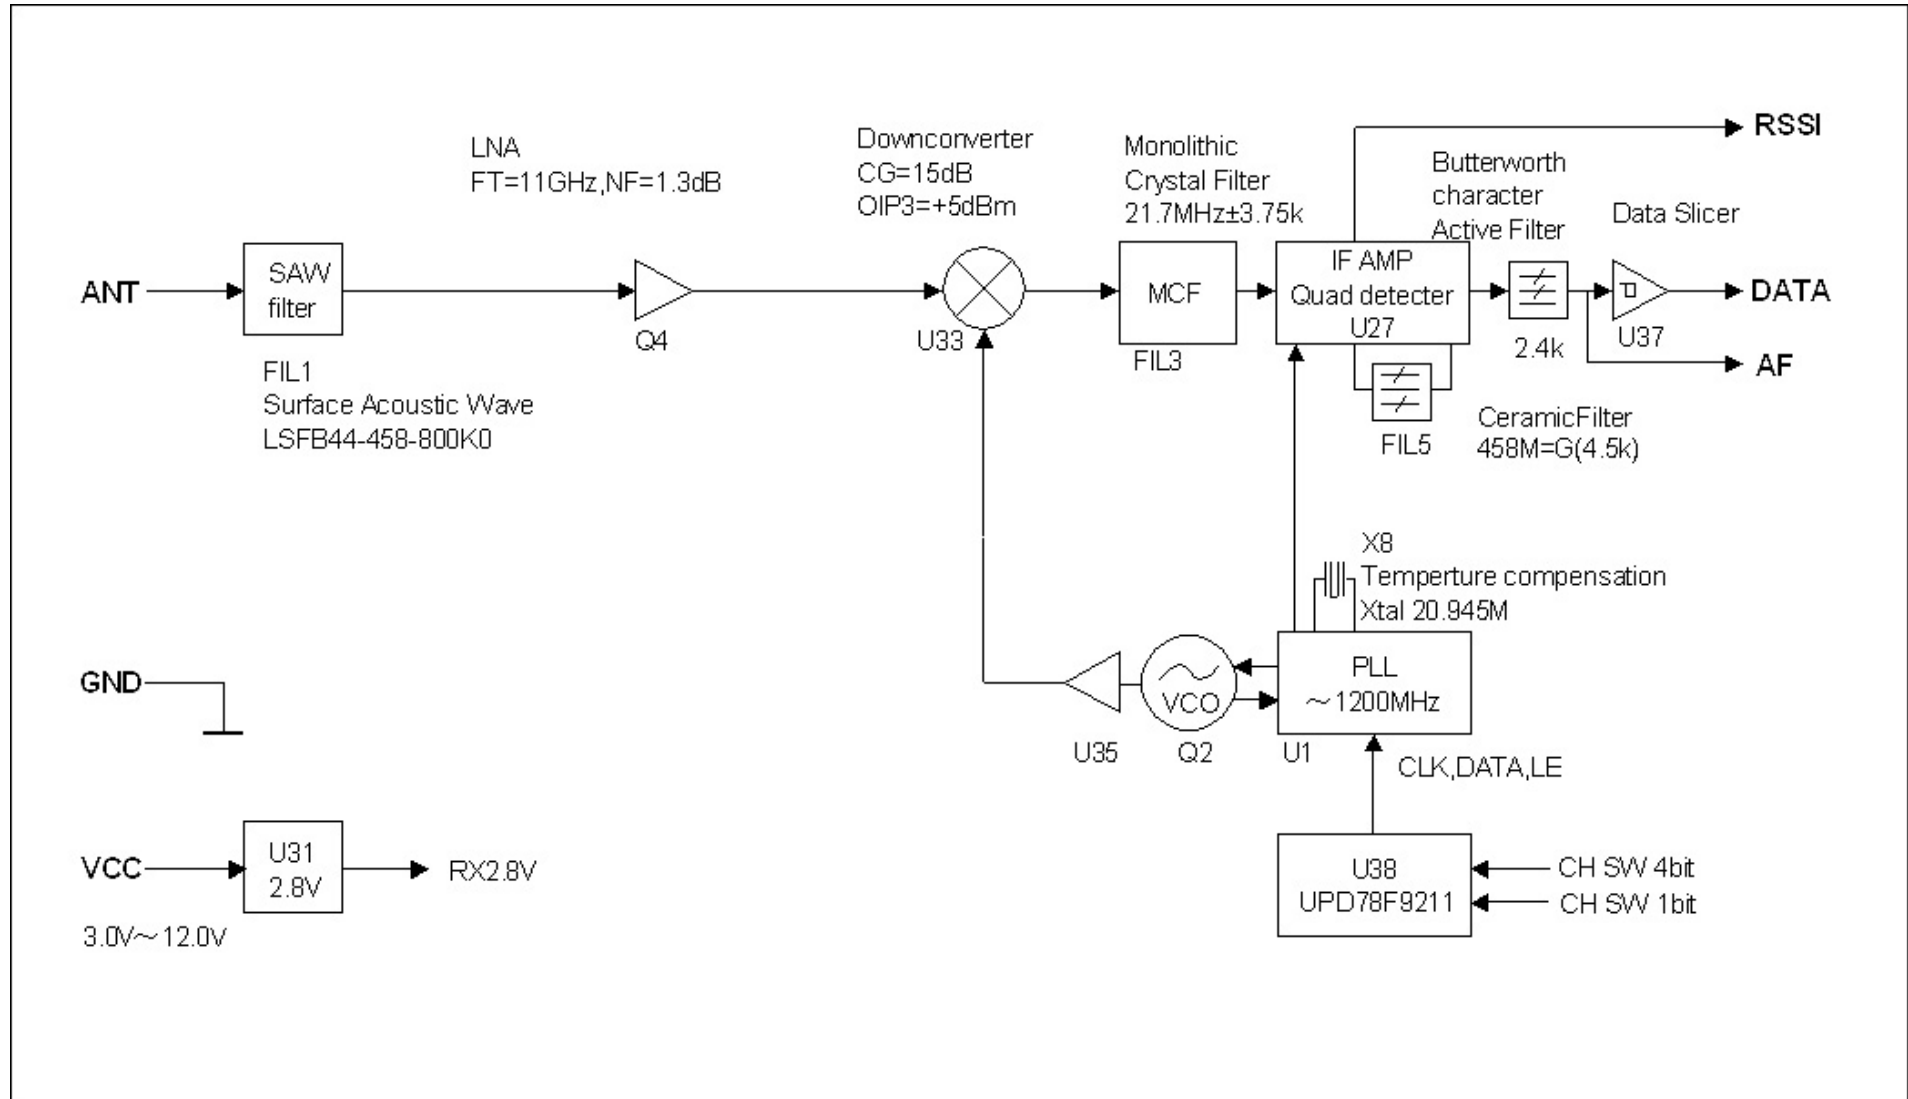 LNA
FT=11GHz,NF=1.3dB
Downconverter
CG=15dB
OIP3=+5dBm
Monolithic
Crystal Filter
21.7MHz±3.75k
RSSI
Butterworth
character
Active Filter
Data Slicer
ANT
SAW
filter
Q4
U33
MCF
FIL3
IF AMP
Quad detecter
U27
2.4k
U37
DATA
AF
FIL1
Surface Acoustic Wave
LSFB44-458-800K0
FIL5
CeramicFilter
458M=G(4.5k)
X8
Temperture compensation
Xtal 20.945M
GND
U35
VCO
Q2
PLL
～1200MHz
U1
CLK,DATA,LE
VCC
U31
2.8V
RX2.8V
3.0V～12.0V
U38
UPD78F9211
CH SW 4bit
CH SW 1bit